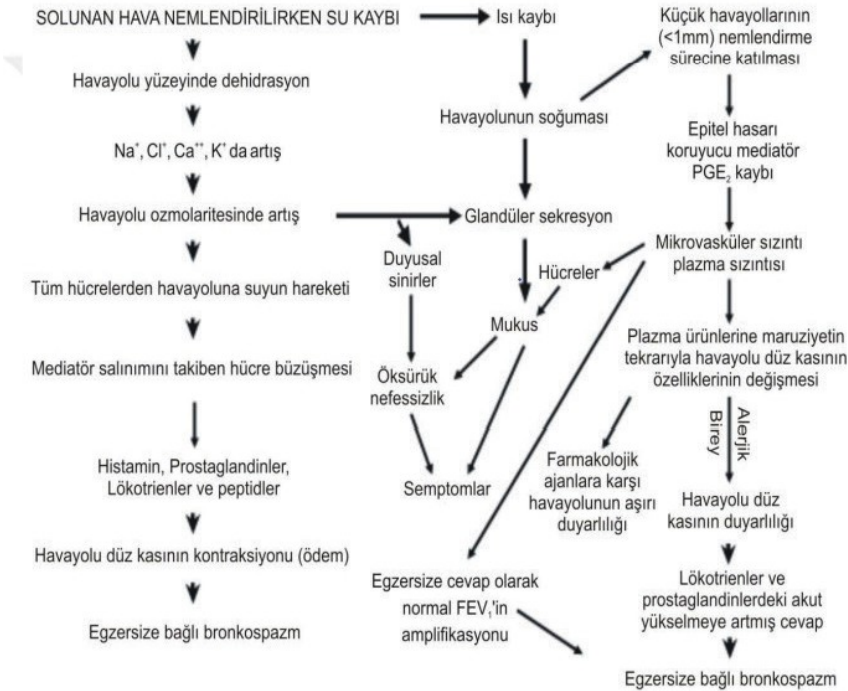 SOLUNAN HAVA NEMLENDİRİLİRKEN SU KAYBI
Havayolu yüzeyinde dehidrasyon
Na⁺, Cl⁺, Ca⁺⁺, K⁺ da artış
Havayolu ozmolaritesinde artış
Tüm hücrelerden havayoluna suyun hareketi
Mediatör salınımını takiben hücre büzüşmesi
Histamin, Prostaglandinler,
Lökotrienler ve peptidler
Havayolu düz kasının kontraksiyonu (ödem)
Egzersize bağlı bronkospazm
Isı kaybı
Havayolunun soğuması
Glandüler sekresyon
Duyusal
sinirler
Hücreler
Mukus
Öksürük
nefessizlik
Semptomlar
Egzersize cevap olarak
normal FEV₁'in
amplifikasyonu
Küçük havayollarının
(<1mm) nemlendirme
sürecine katılması
Epitel hasarı
koruyucu mediatör
PGE₂ kaybı
Mikrovasküler sızıntı
plazma sızıntısı
Plazma ürünlerine maruziyetin
tekrarıyla havayolu düz kasının
özelliklerinin değişmesi
Alerjik
Birey
Farmakolojik
ajanlara karşı
havayolunun aşırı
duyarlılığı
Havayolu düz
kasının duyarlılığı
Lökotrienler ve
prostaglandinlerdeki akut
yükselmeye artmış cevap
Egzersize bağlı bronkospazm